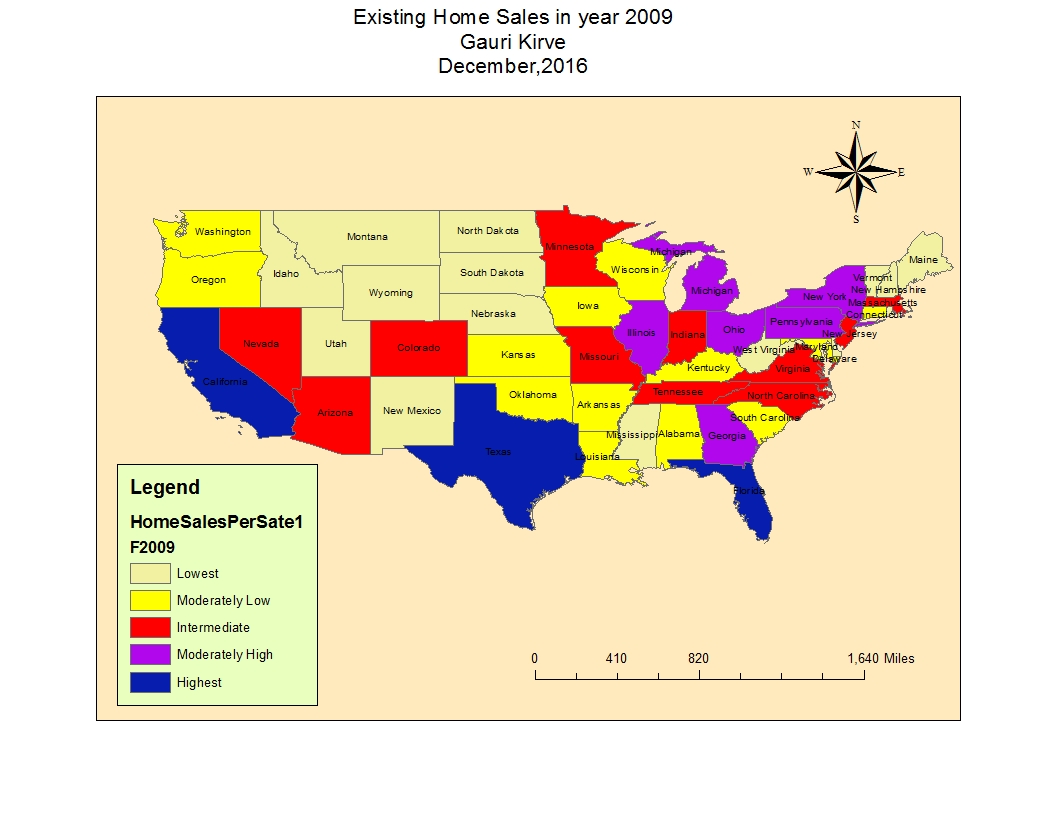 Existing Home Sales in year 2009
Gauri Kirve
December,2016
N
W
E
S
Washington
Montana
North Dakota
Minnesota
Michigan
Maine
Oregon
Idaho
South Dakota
Wisconsin
Vermont
Wyoming
Michigan
New Hampshire
New York
Massachusetts
Nebraska
Iowa
Connecticut
Pennsylvania
Illinois
Indiana
Ohio
New Jersey
Nevada
Utah
Colorado
Kansas
Missouri
West Virginia
Maryland
Delaware
Kentucky
Virginia
California
Oklahoma
Tennessee
North Carolina
Arizona
New Mexico
Arkansas
South Carolina
Mississippi
Alabama
Georgia
Texas
Louisiana
Florida
Legend
HomeSalesPerSate1
F2009
Lowest
Moderately Low
Intermediate
Moderately High
Highest
0 410 820 1,640 Miles